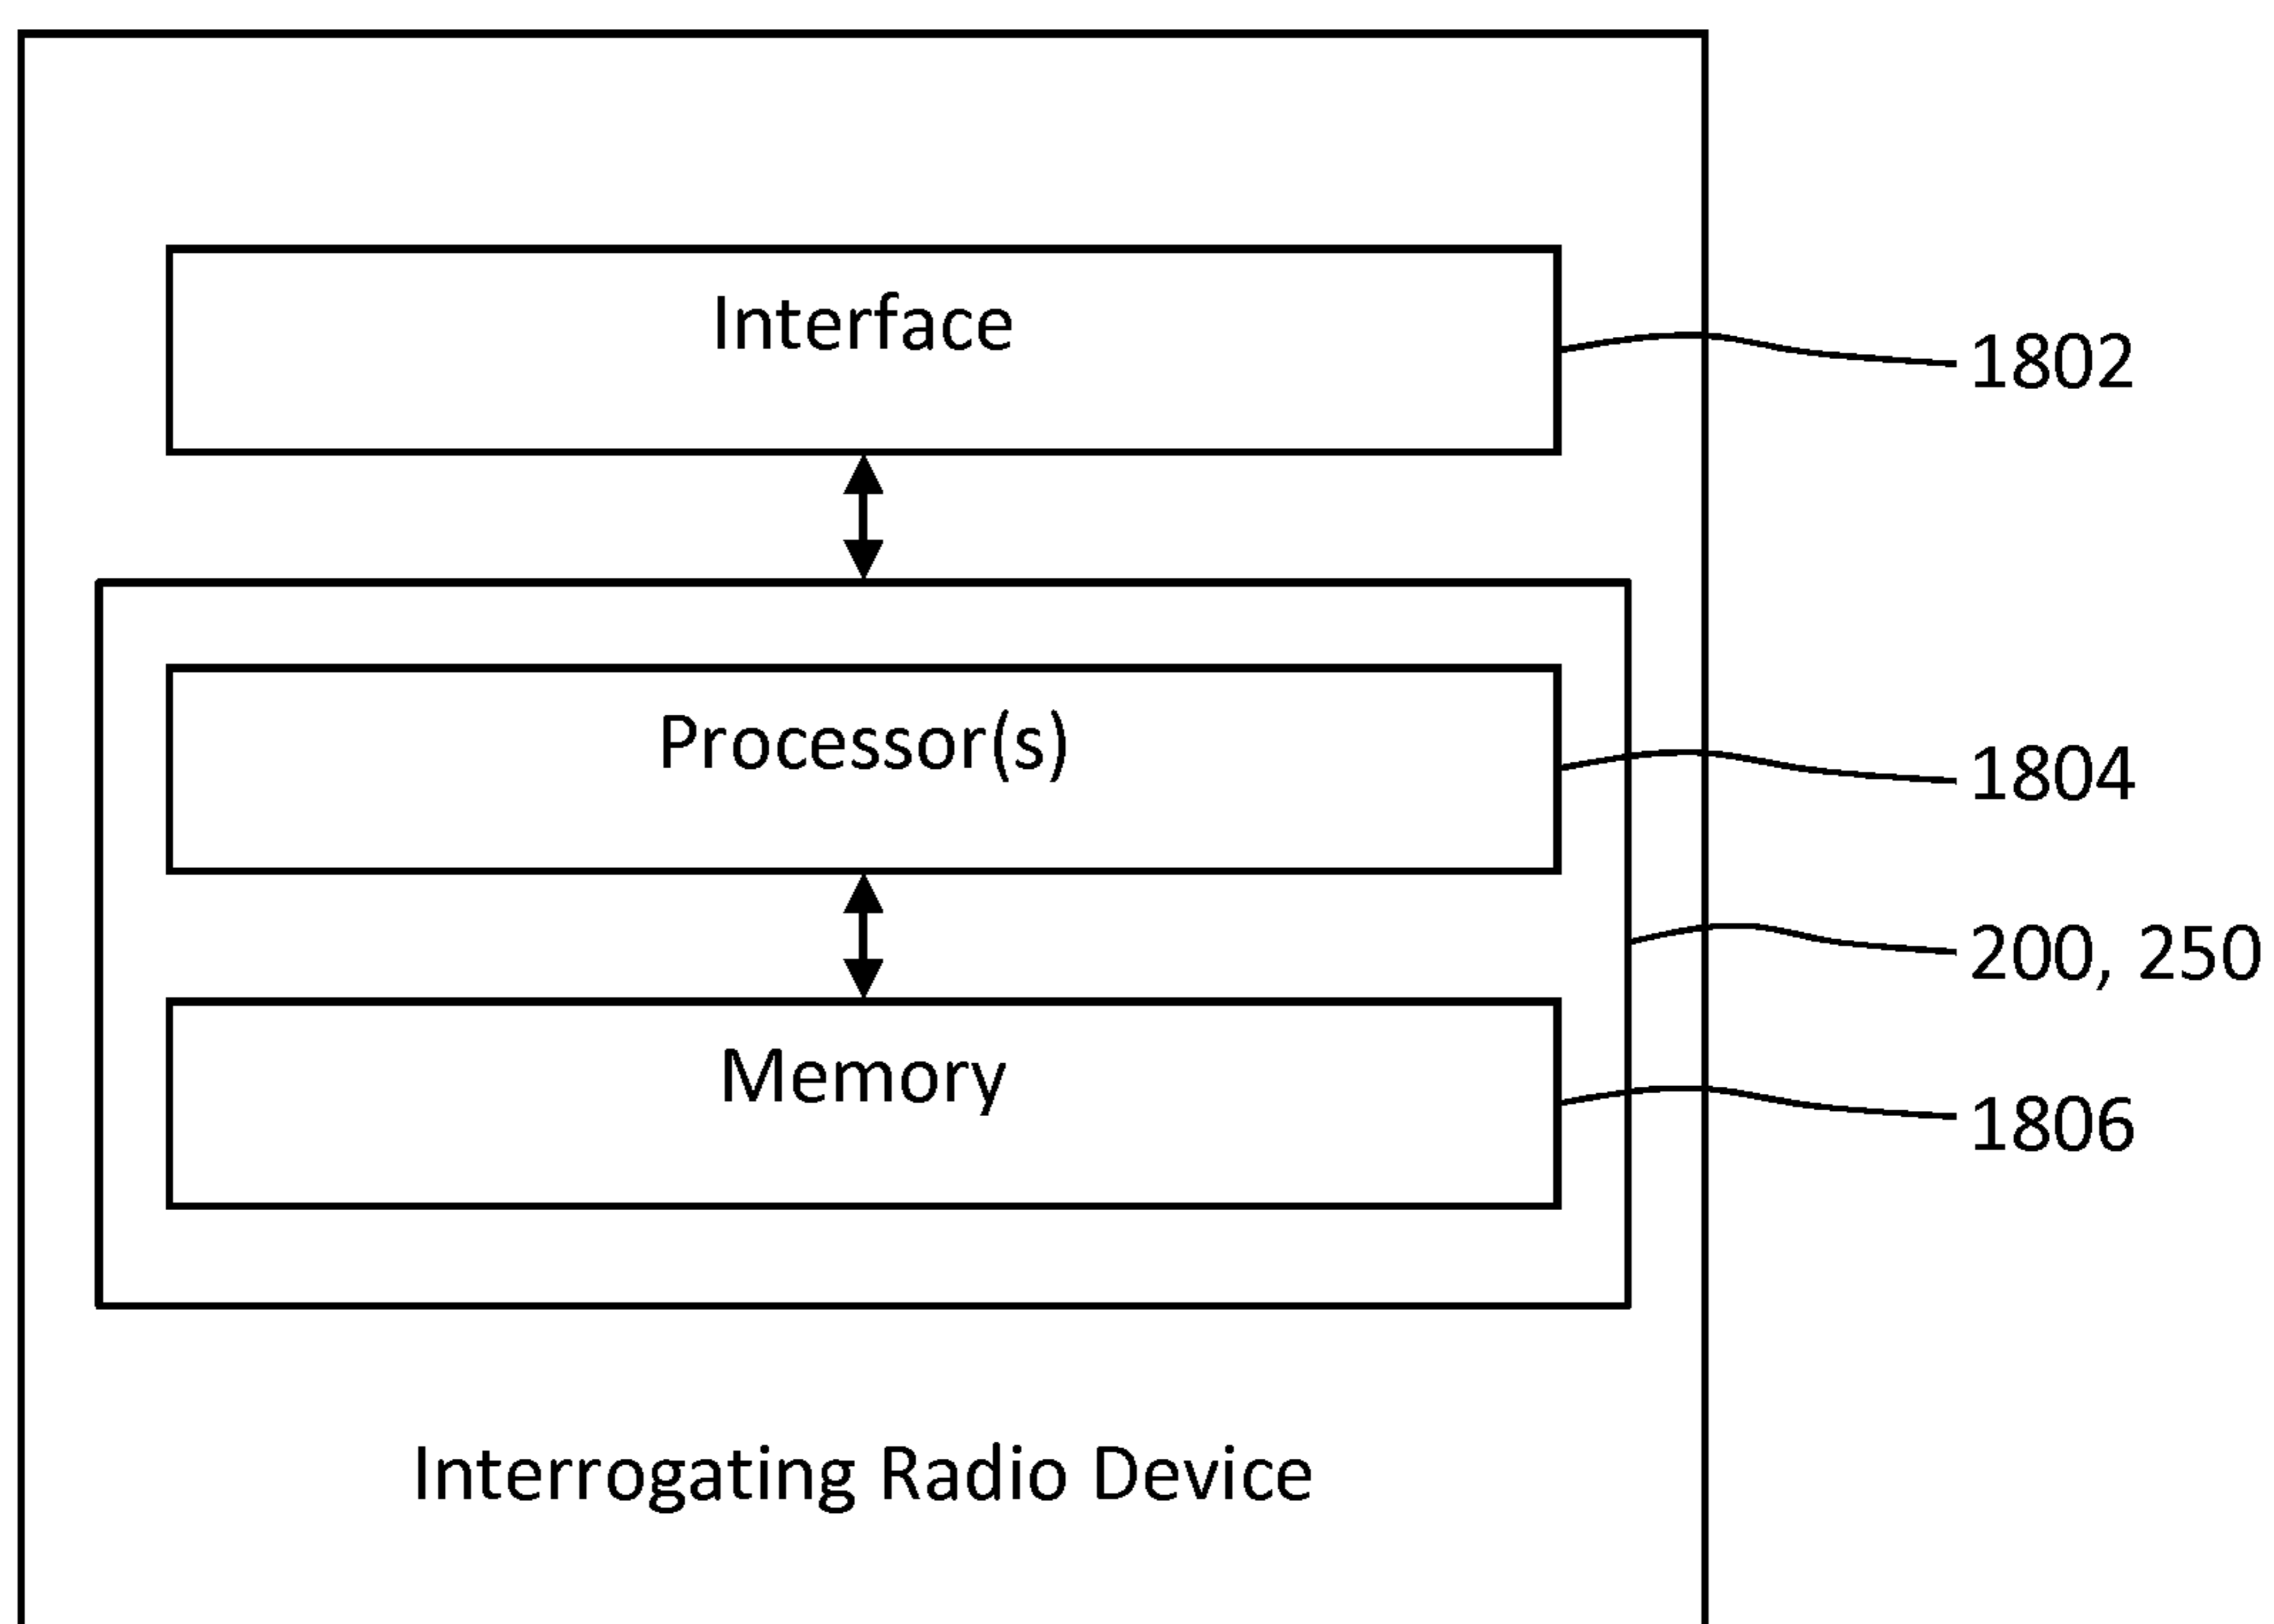 Interface
1802
Processor(s)
1804
200, 250
Memory
1806
Interrogating Radio Device